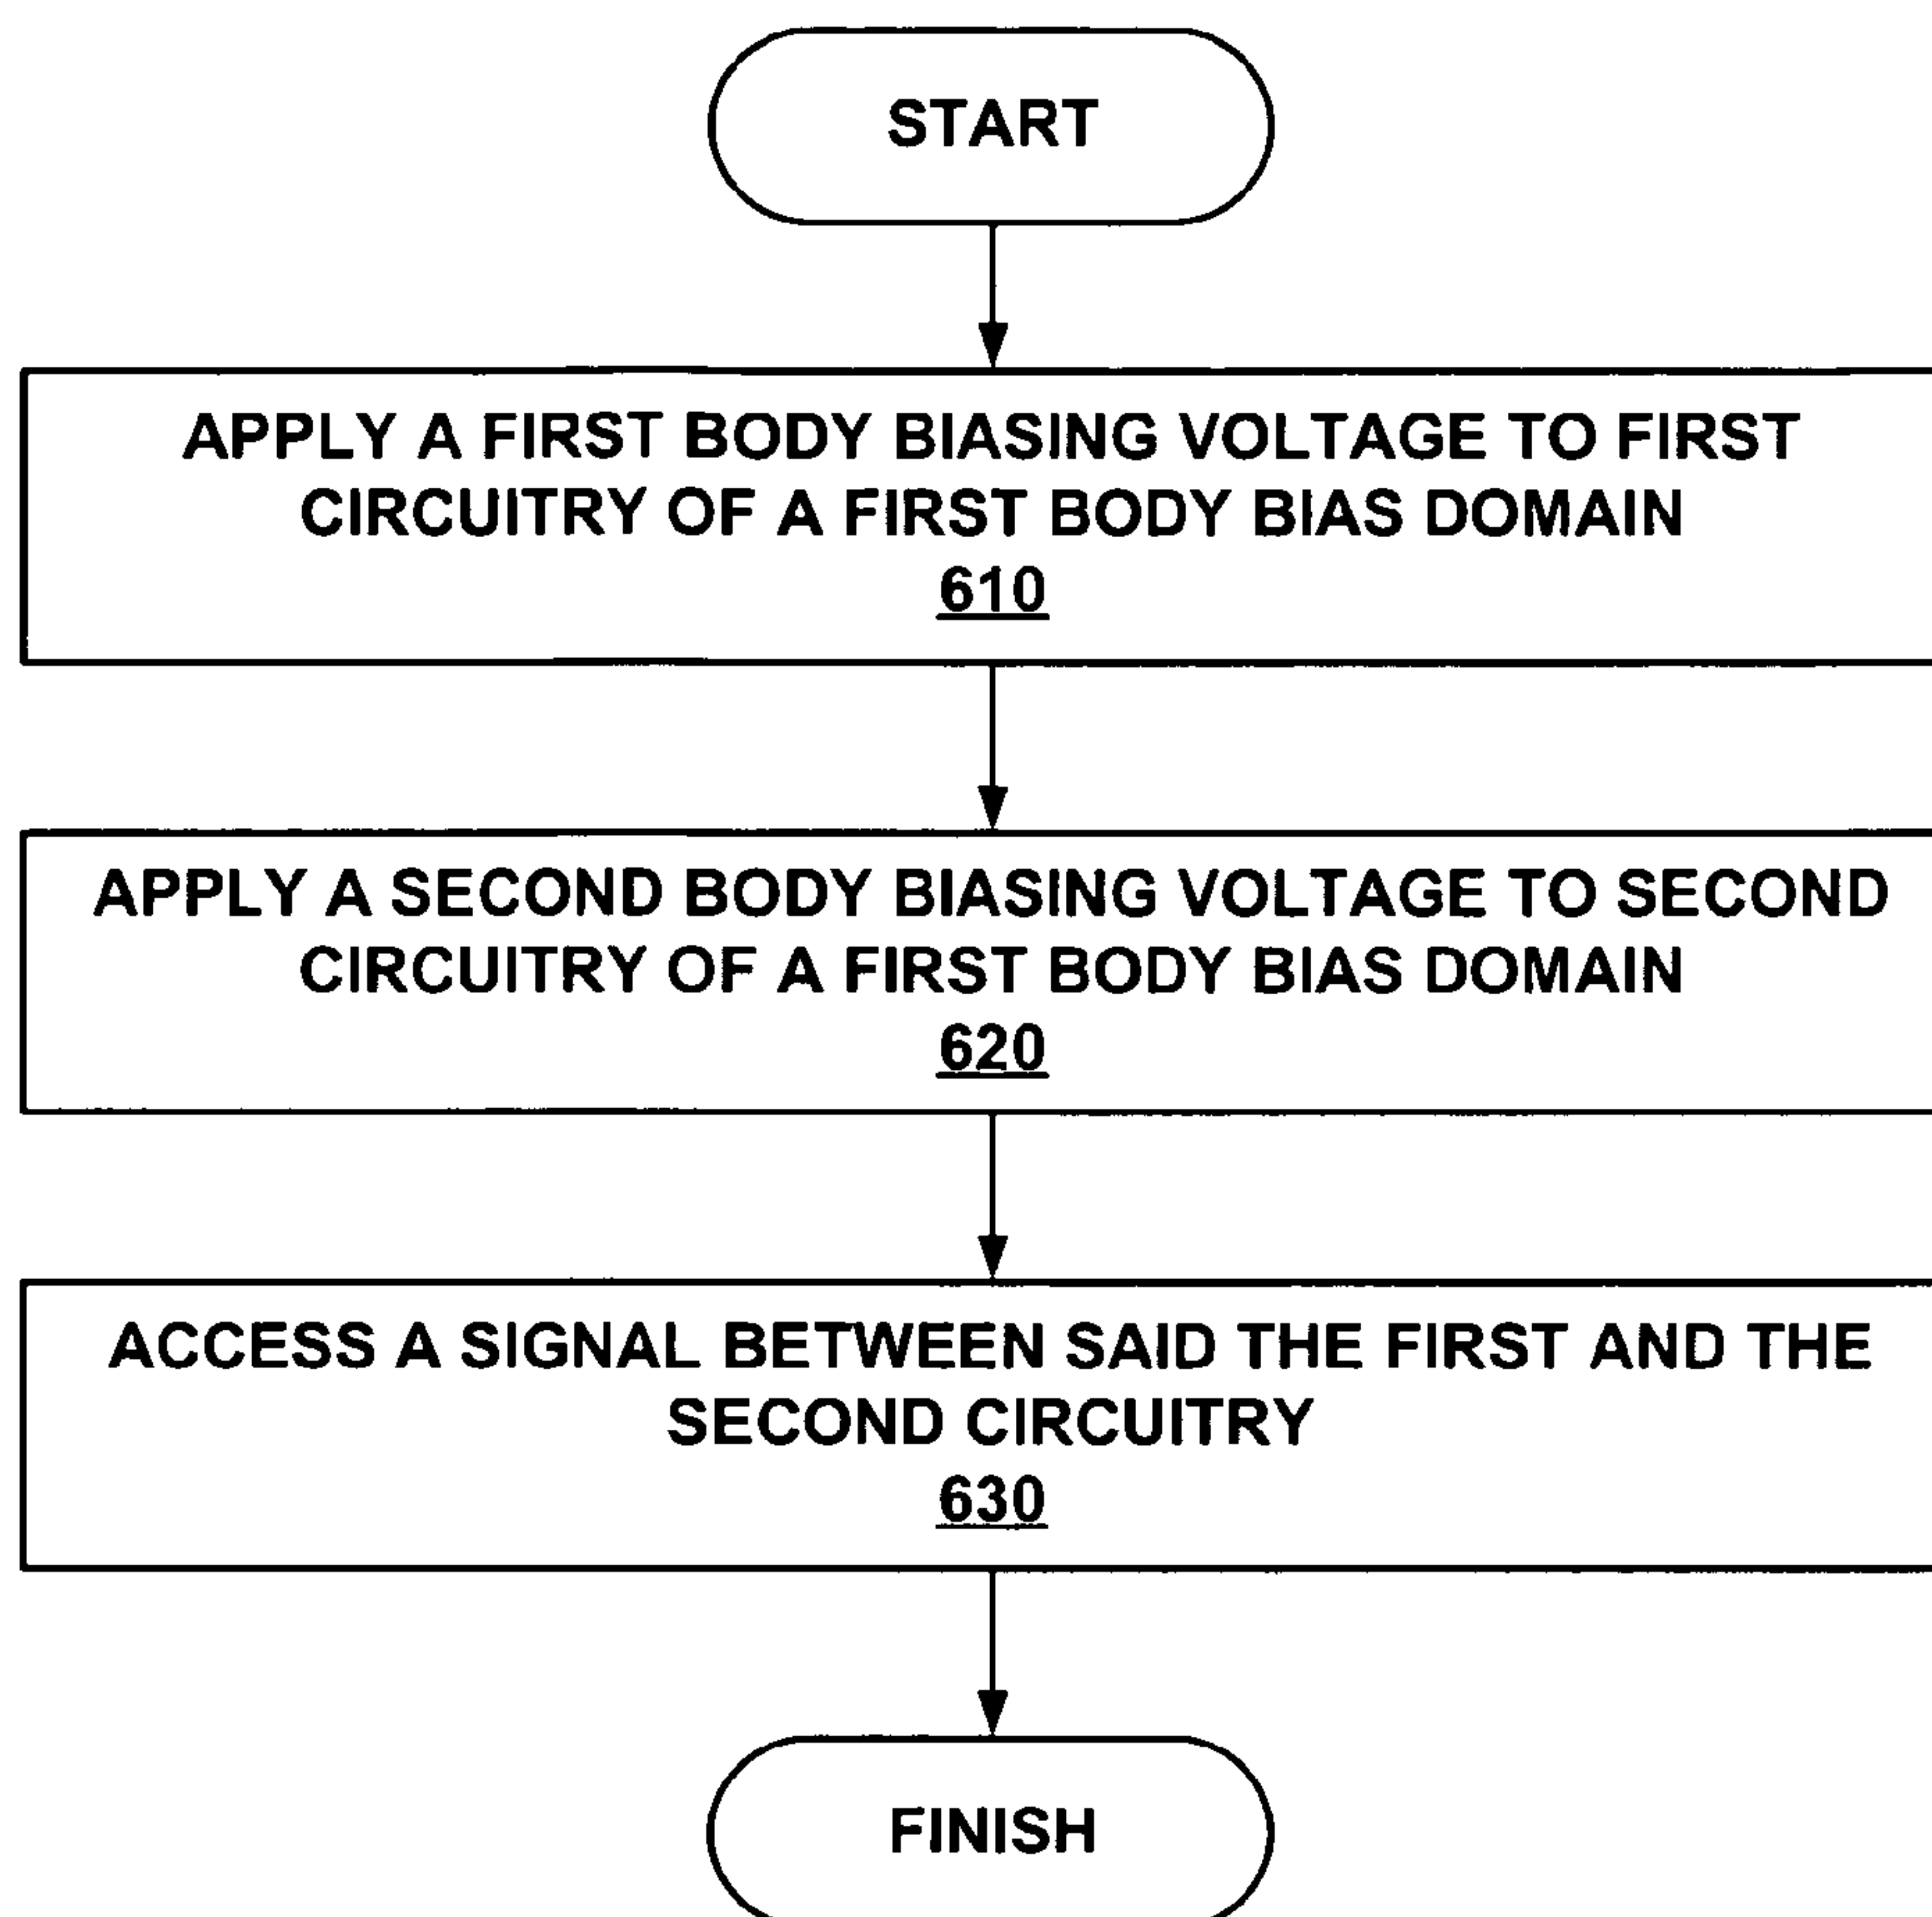 START
APPLY A FIRST BODY BIASING VOLTAGE TO FIRST
CIRCUITRY OF A FIRST BODY BIAS DOMAIN
610
APPLY A SECOND BODY BIASING VOLTAGE TO SECOND
CIRCUITRY OF A FIRST BODY BIAS DOMAIN
620
ACCESS A SIGNAL BETWEEN SAID THE FIRST AND THE
SECOND CIRCUITRY
630
FINISH